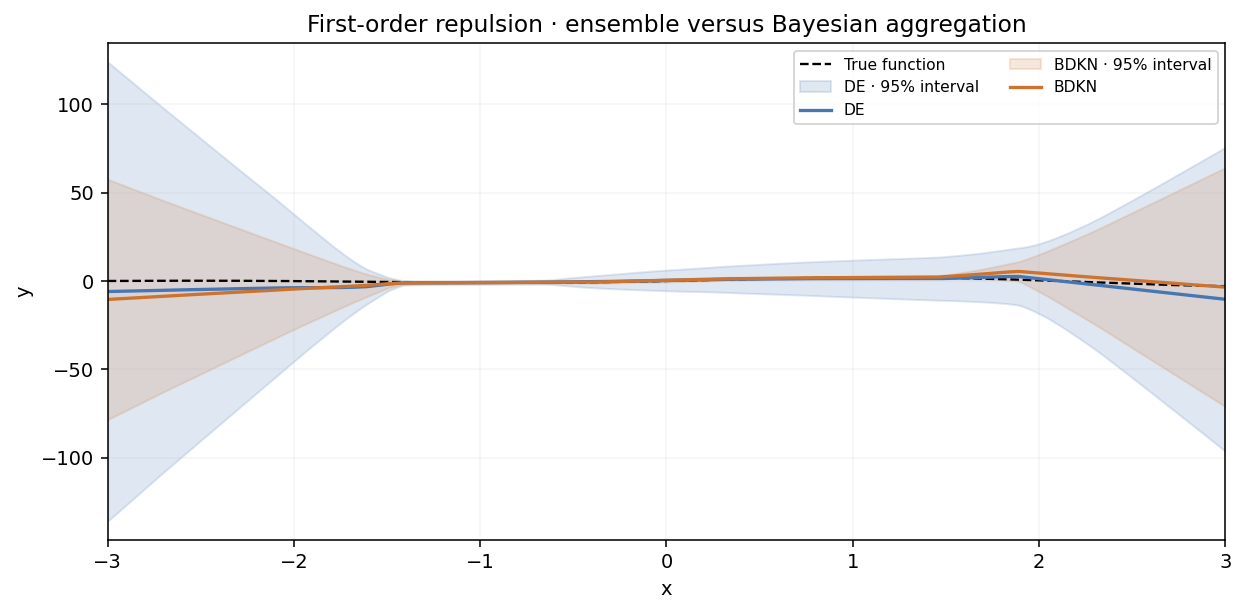 First-order repulsion · ensemble versus Bayesian aggregation
True function
DE · 95% interval
DE
BDKN · 95% interval
BDKN
y
100
50
0
−50
−100
−3
−2
−1
0
1
2
3
x